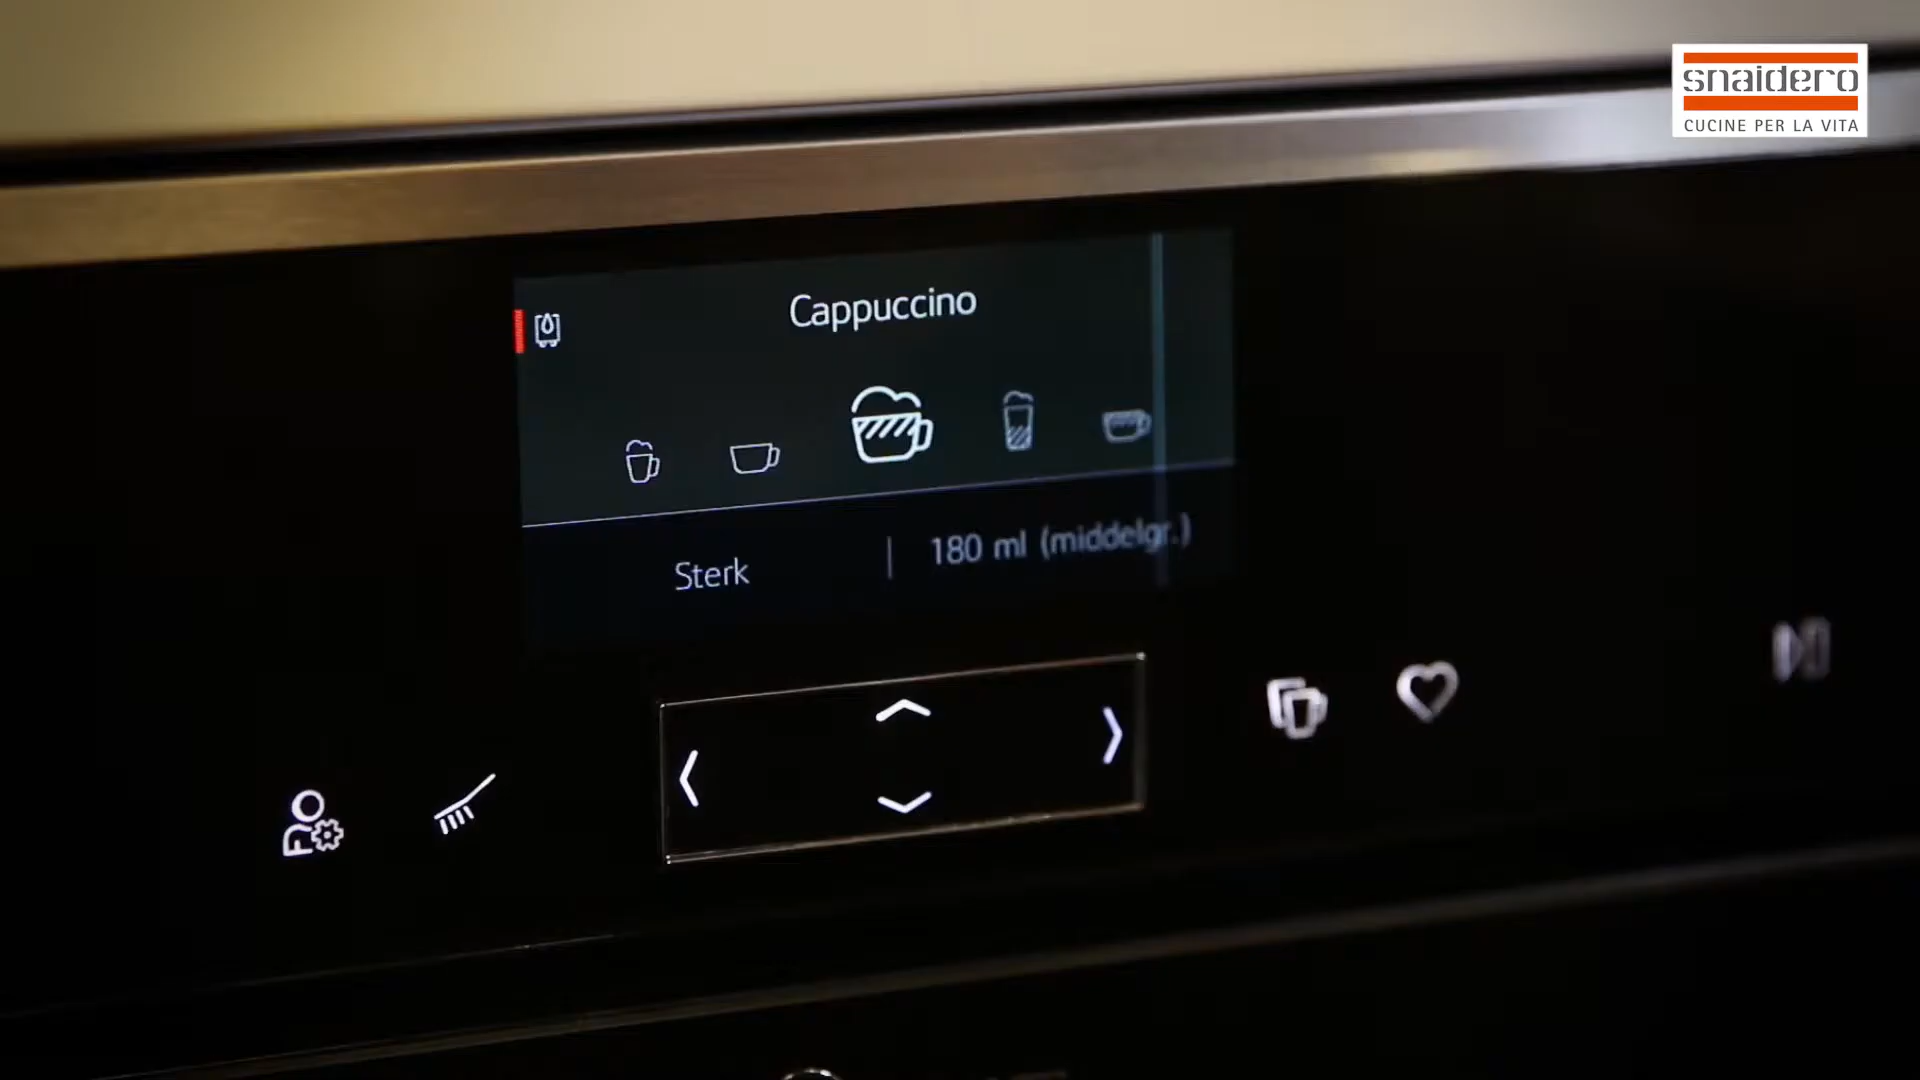 snaidero
CUCINE PER LA VITA
Cappuccino
Sterk | 180 ml (middelgr.)